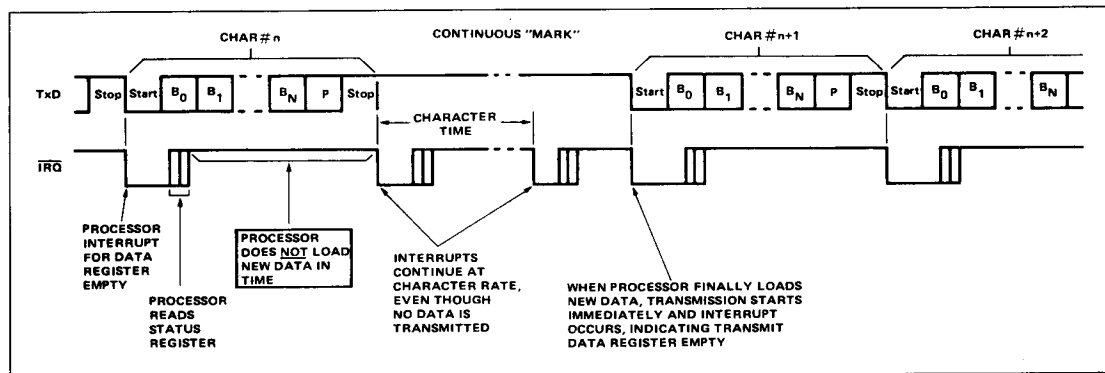 CHAR #n
CONTINUOUS "MARK"
CHAR #n+1
CHAR #n+2
TxD
Stop Start B0 B1 BN P Stop
Start B0 B1 BN P Stop Start B0 B1 BN
CHARACTER
TIME
IRQ
PROCESSOR
INTERRUPT
FOR DATA
REGISTER
EMPTY
PROCESSOR
READS
STATUS
REGISTER
PROCESSOR
DOES NOT LOAD
NEW DATA IN
TIME
INTERRUPTS
CONTINUE AT
CHARACTER RATE,
EVEN THOUGH
NO DATA IS
TRANSMITTED
WHEN PROCESSOR FINALLY LOADS
NEW DATA, TRANSMISSION STARTS
IMMEDIATELY AND INTERRUPT
OCCURS, INDICATING TRANSMIT
DATA REGISTER EMPTY